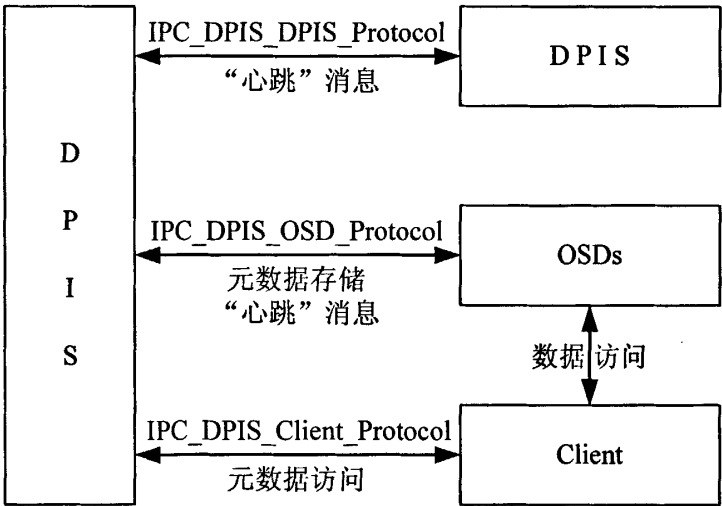 D
P
I
S
IPC_DPIS_DPIS_Protocol
“心跳”消息
D P I S
IPC_DPIS_OSD_Protocol
元数据存储
“心跳”消息
OSDs
数据访问
IPC_DPIS_Client_Protocol
元数据访问
Client